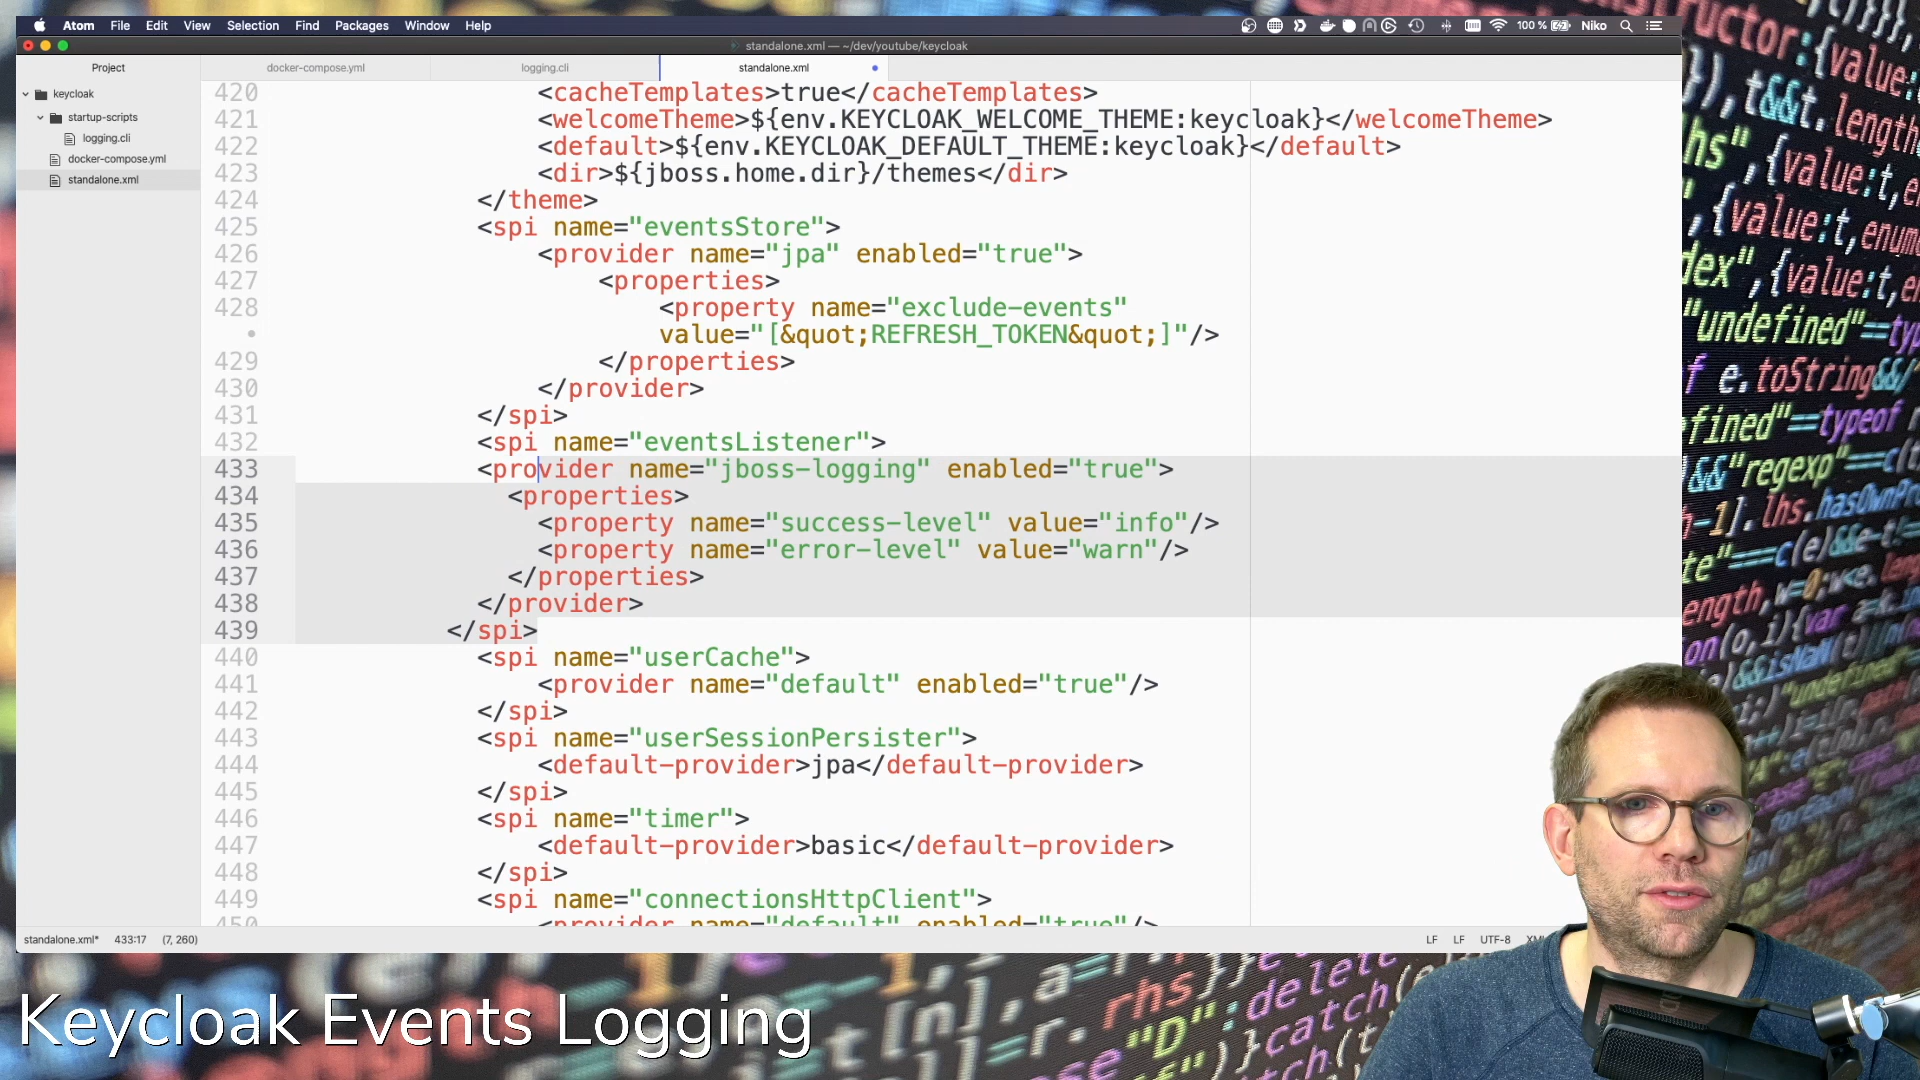 Atom File Edit View Selection Find Packages Window Help 100 % Niko
standalone.xml — ~/dev/youtube/keycloak
Project docker-compose.yml logging.cli standalone.xml
keycloak
startup-scripts
logging.cli
docker-compose.yml
standalone.xml
420 <cacheTemplates>true</cacheTemplates>
421 <welcomeTheme>${env.KEYCLOAK_WELCOME_THEME:keycloak}</welcomeTheme>
422 <default>${env.KEYCLOAK_DEFAULT_THEME:keycloak}</default>
423 <dir>${jboss.home.dir}/themes</dir>
424 </theme>
425 <spi name="eventsStore">
426 <provider name="jpa" enabled="true">
427 <properties>
428 <property name="exclude-events"
• value="[&quot;REFRESH_TOKEN&quot;]"/>
429 </properties>
430 </provider>
431 </spi>
432 <spi name="eventsListener">
433 <provider name="jboss-logging" enabled="true">
434 <properties>
435 <property name="success-level" value="info"/>
436 <property name="error-level" value="warn"/>
437 </properties>
438 </provider>
439 </spi>
440 <spi name="userCache">
441 <provider name="default" enabled="true"/>
442 </spi>
443 <spi name="userSessionPersister">
444 <default-provider>jpa</default-provider>
445 </spi>
446 <spi name="timer">
447 <default-provider>basic</default-provider>
448 </spi>
449 <spi name="connectionsHttpClient">
450 <provider name="default" enabled="true"/>
standalone.xml* 433:17 (7, 260) LF LF UTF-8
Keycloak Events Logging